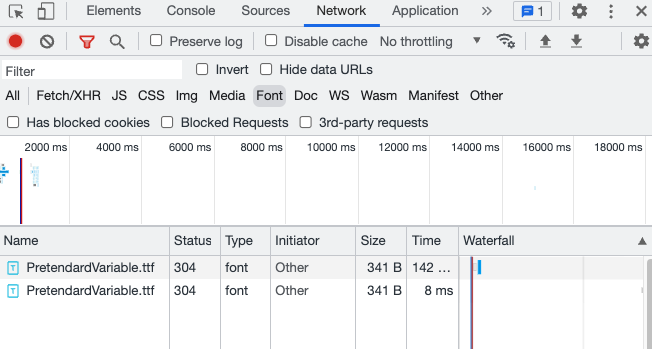 Elements Console Sources Network Application » 1
Preserve log Disable cache No throttling
Filter Invert Hide data URLs
All Fetch/XHR JS CSS Img Media Font Doc WS Wasm Manifest Other
Has blocked cookies Blocked Requests 3rd-party requests
2000 ms 4000 ms 6000 ms 8000 ms 10000 ms 12000 ms 14000 ms 16000 ms 18000 ms
Name Status Type Initiator Size Time Waterfall
PretendardVariable.ttf 304 font Other 341 B 142 ...
PretendardVariable.ttf 304 font Other 341 B 8 ms